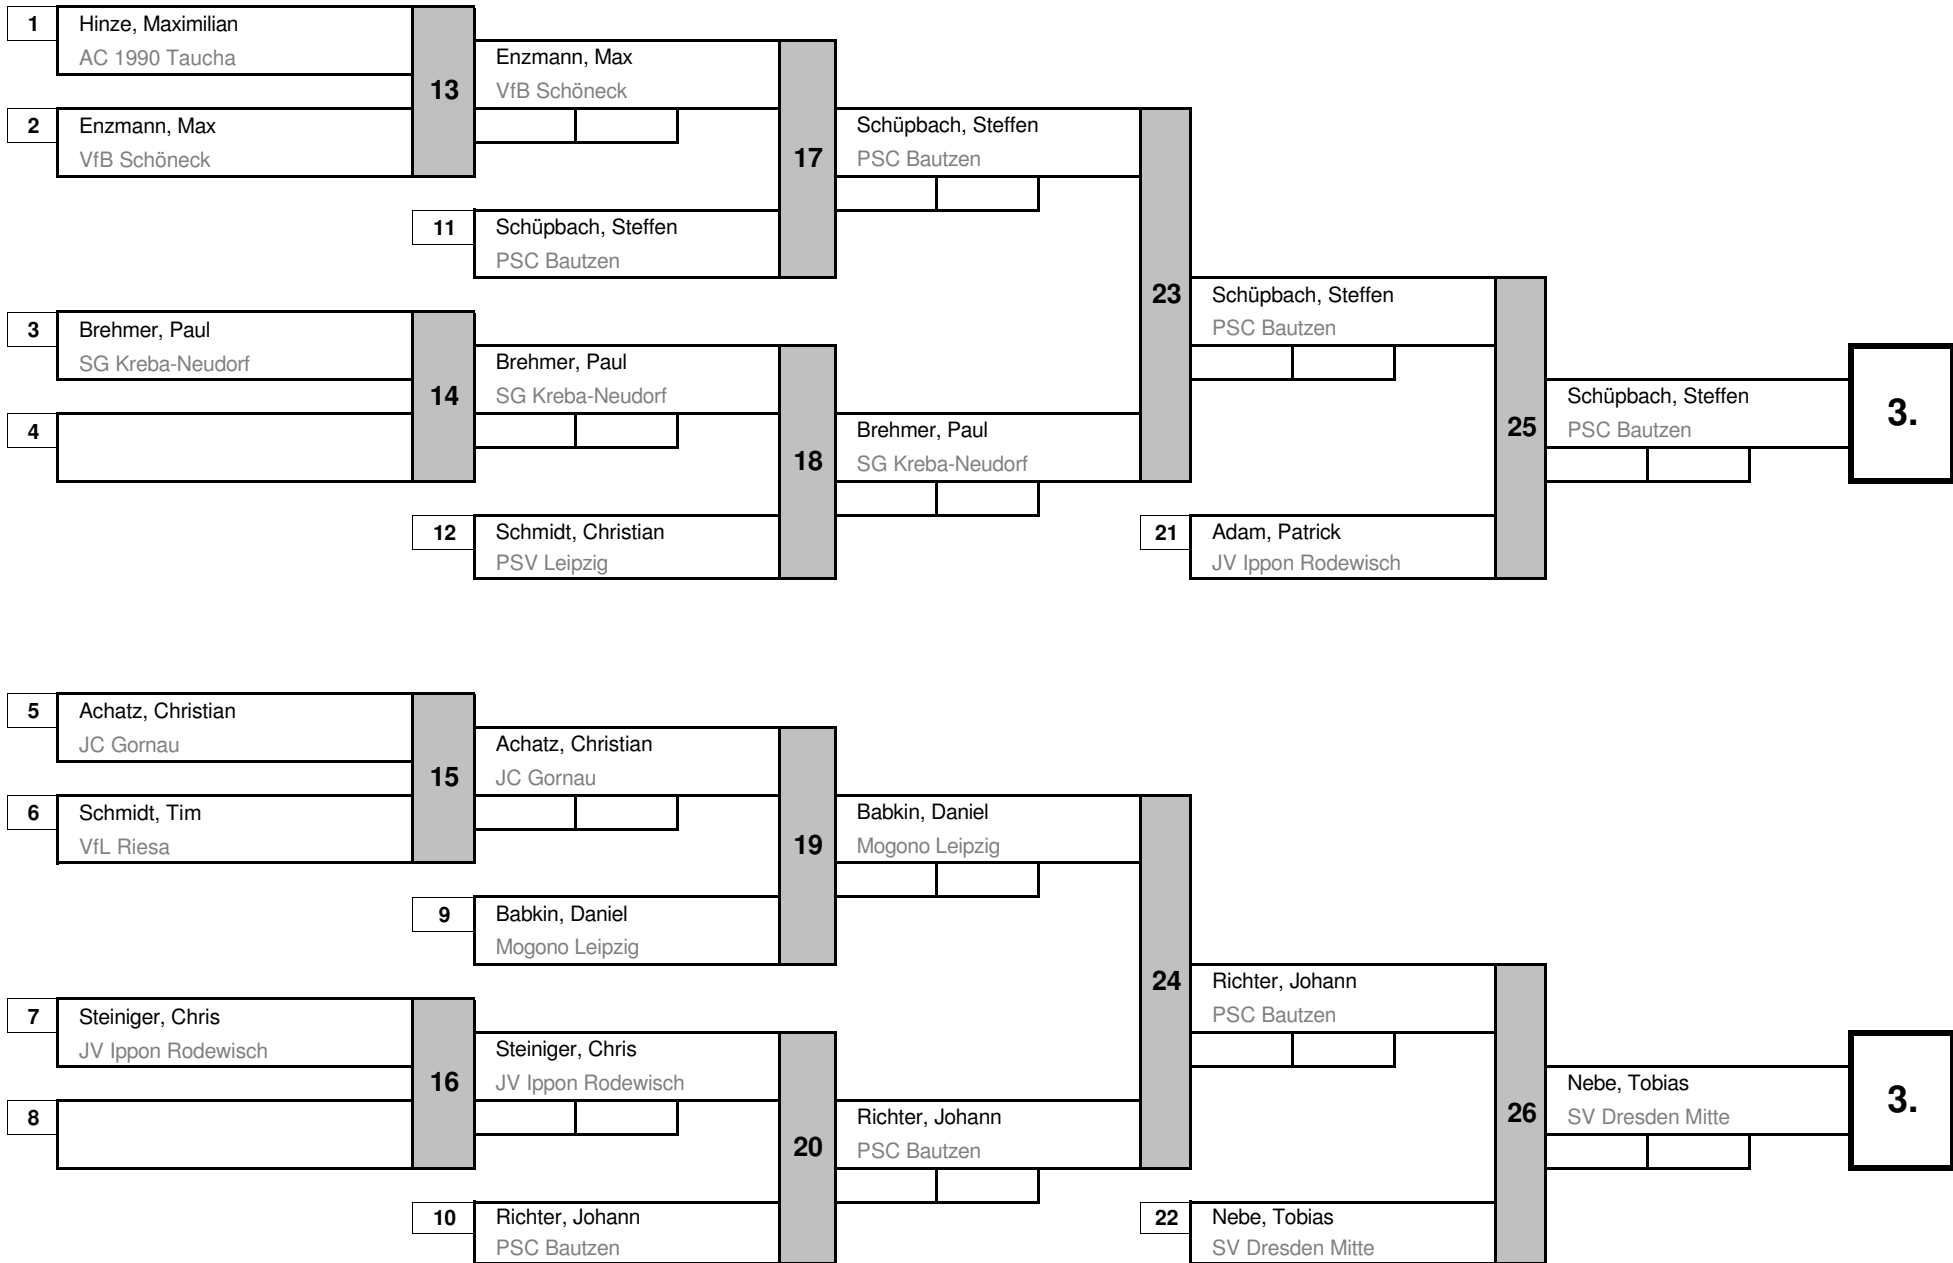 1
Hinze, Maximilian
AC 1990 Taucha
2
Enzmann, Max
VfB Schöneck
13
Enzmann, Max
VfB Schöneck
11
Schüpbach, Steffen
PSC Bautzen
17
Schüpbach, Steffen
PSC Bautzen
3
Brehmer, Paul
SG Kreba-Neudorf
4
14
Brehmer, Paul
SG Kreba-Neudorf
12
Schmidt, Christian
PSV Leipzig
18
Brehmer, Paul
SG Kreba-Neudorf
23
Schüpbach, Steffen
PSC Bautzen
21
Adam, Patrick
JV Ippon Rodewisch
25
Schüpbach, Steffen
PSC Bautzen
3.
5
Achatz, Christian
JC Gornau
6
Schmidt, Tim
VfL Riesa
15
Achatz, Christian
JC Gornau
9
Babkin, Daniel
Mogono Leipzig
19
Babkin, Daniel
Mogono Leipzig
7
Steiniger, Chris
JV Ippon Rodewisch
8
16
Steiniger, Chris
JV Ippon Rodewisch
10
Richter, Johann
PSC Bautzen
20
Richter, Johann
PSC Bautzen
24
Richter, Johann
PSC Bautzen
22
Nebe, Tobias
SV Dresden Mitte
26
Nebe, Tobias
SV Dresden Mitte
3.